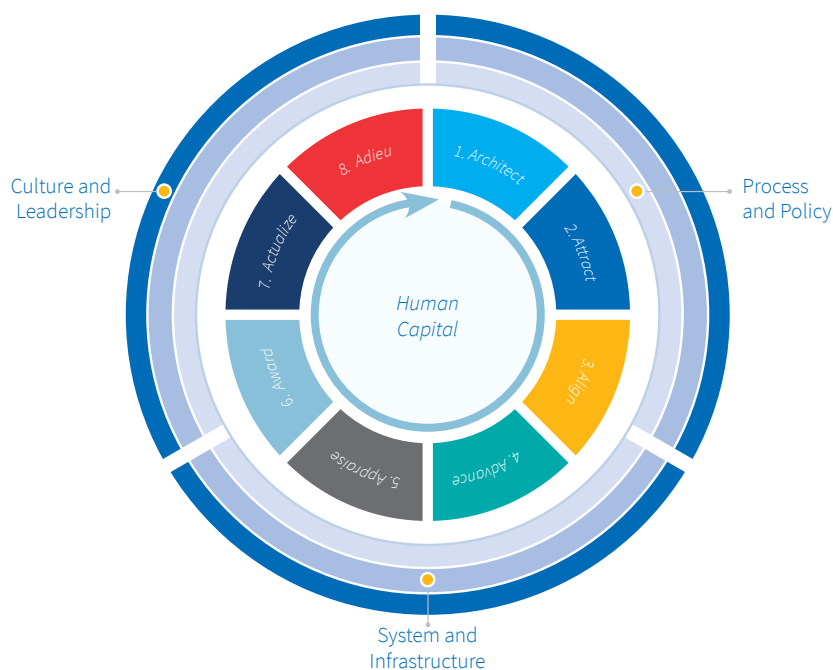 1. Architect
2. Attract
3. Align
4. Advance
5. Appraise
6. Award
7. Actualize
8. Adieu
Human
Capital
Culture and
Leadership
Process
and Policy
System and
Infrastructure